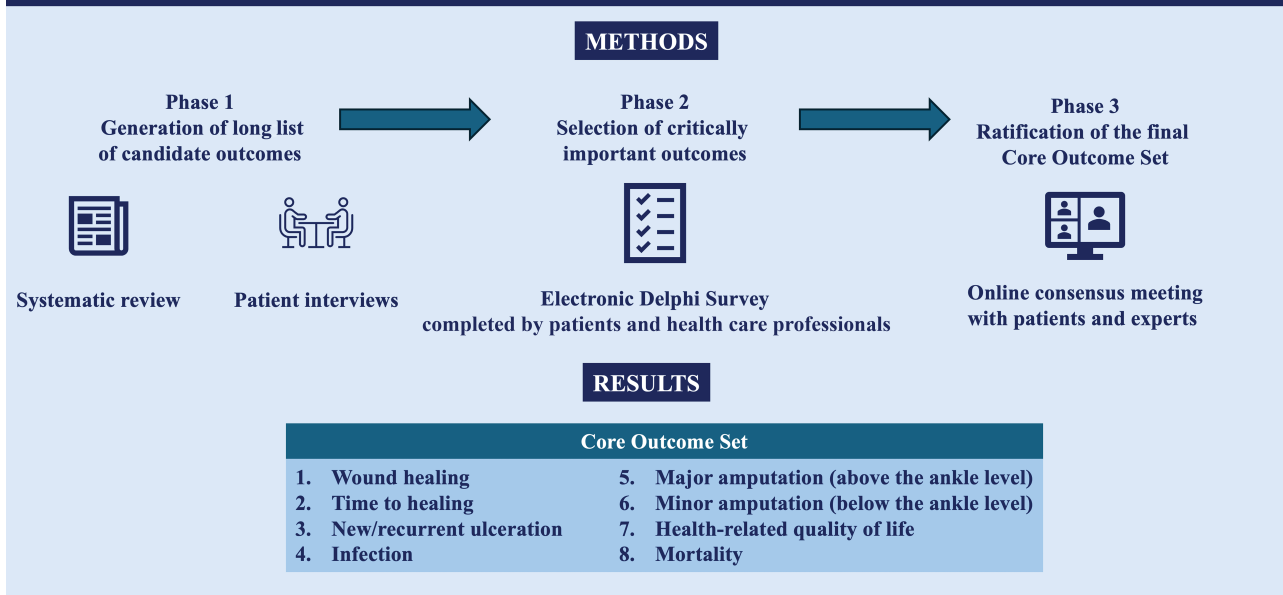 METHODS
Phase 1
Generation of long list
of candidate outcomes
Phase 2
Selection of critically
important outcomes
Phase 3
Ratification of the final
Core Outcome Set
Systematic review
Patient interviews
Electronic Delphi Survey
completed by patients and health care professionals
Online consensus meeting
with patients and experts
RESULTS
Core Outcome Set
1. Wound healing
2. Time to healing
3. New/recurrent ulceration
4. Infection
5. Major amputation (above the ankle level)
6. Minor amputation (below the ankle level)
7. Health-related quality of life
8. Mortality